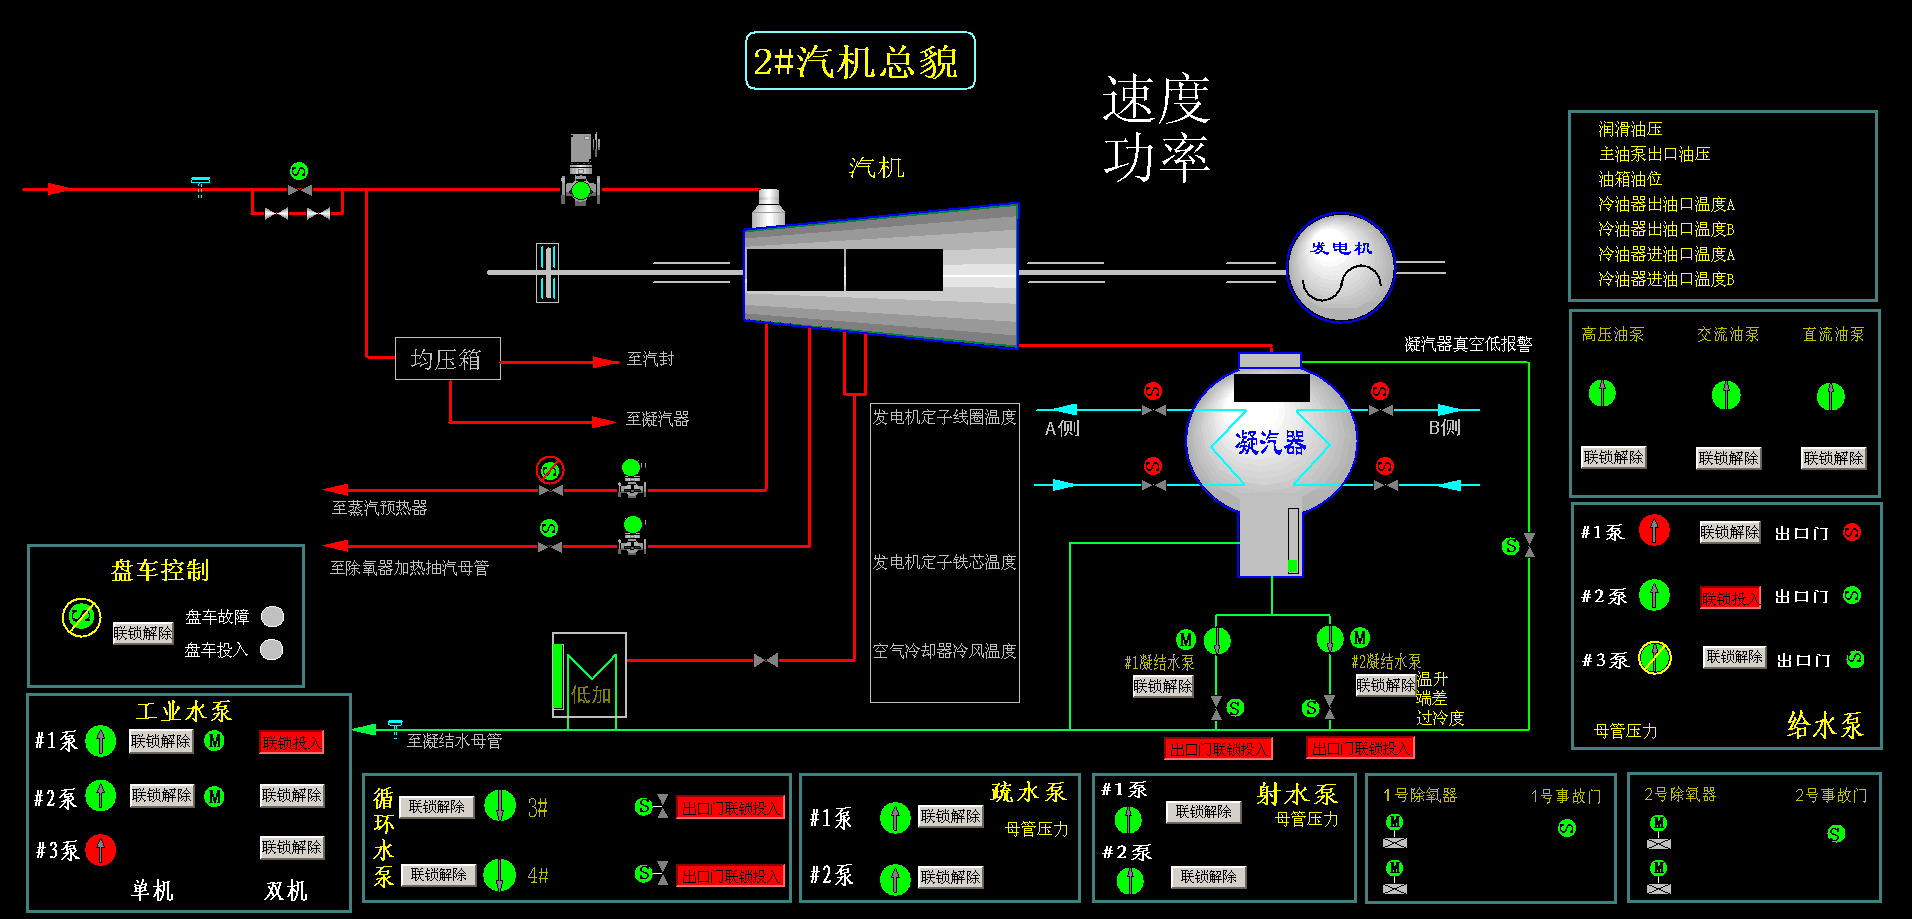 2#汽机总貌
速度
功率
汽机
发电机
润滑油压
主油泵出口油压
油箱油位
冷油器出油口温度A
冷油器出油口温度B
冷油器进油口温度A
冷油器进油口温度B
高压油泵 交流油泵 直流油泵
联锁解除 联锁解除 联锁解除
均压箱
至汽封
至凝汽器
凝汽器真空低报警
A侧
B侧
凝汽器
S
发电机定子线圈温度
发电机定子铁芯温度
空气冷却器冷风温度
至蒸汽预热器
至除氧器加热抽汽母管
#1泵 联锁解除 出口门
#2泵 联锁投入 出口门
#3泵 联锁解除 出口门
母管压力 给水泵
盘车控制
联锁解除
盘车故障
盘车投入
低加
M
M
#1凝结水泵
联锁解除
#2凝结水泵
联锁解除
温升
端差
过冷度
S
S
至凝结水母管
出口门联锁投入
出口门联锁投入
工业水泵
#1泵 联锁解除 M 联锁投入
#2泵 联锁解除 M 联锁解除
#3泵 联锁解除
单机 双机
循环水泵
联锁解除 3# S 出口门联锁投入
联锁解除 4# S 出口门联锁投入
疏水泵
母管压力
#1泵 联锁解除
#2泵 联锁解除
射水泵
母管压力
#1泵 联锁解除
#2泵 联锁解除
1号除氧器 1号事故门
M
M
2号除氧器 2号事故门
M S
M